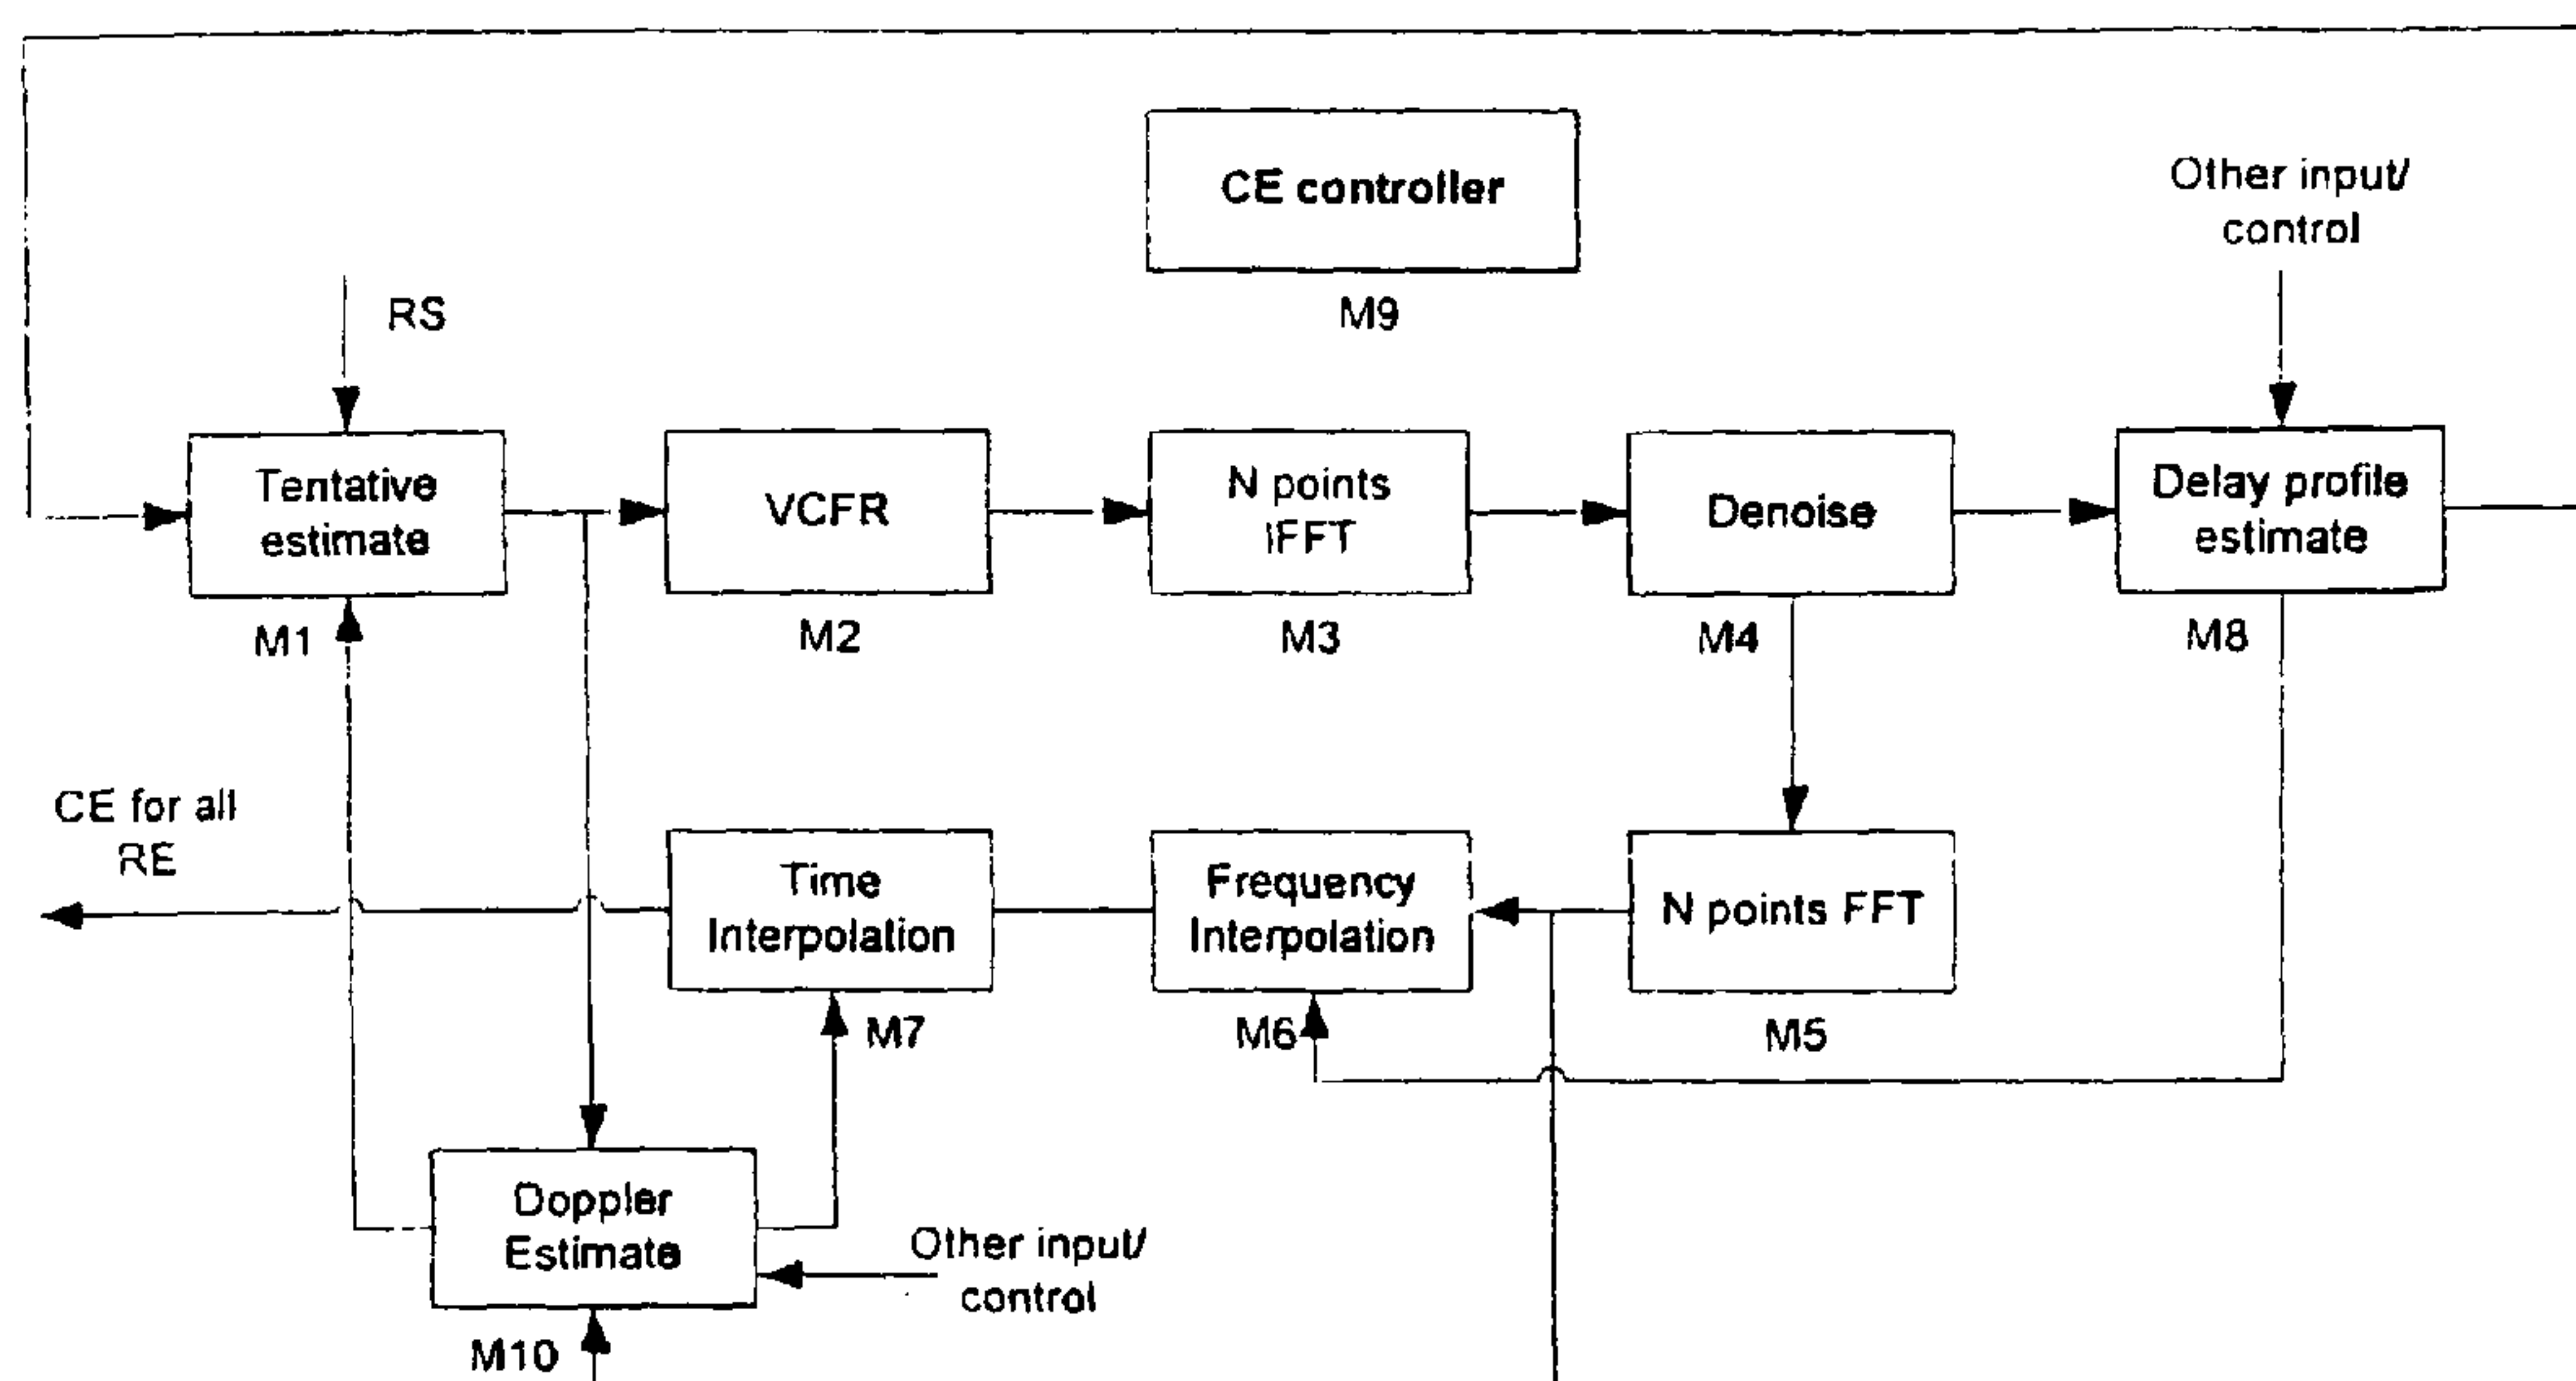 CE controller
M9
Other input/
control
RS
Tentative
estimate
M1
VCFR
M2
N points
IFFT
M3
Denoise
M4
Delay profile
estimate
M8
CE for all
RE
Time
Interpolation
M7
Frequency
Interpolation
M6
N points FFT
M5
Doppler
Estimate
M10
Other input/
control